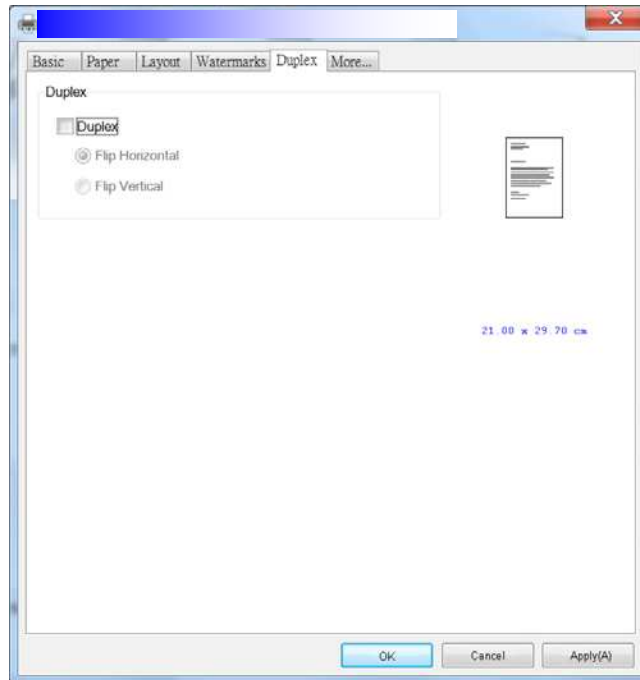 Basic Paper Layout Watermarks Duplex More...
Duplex
Duplex
Flip Horizontal
Flip Vertical
21.00 x 29.70 cm
OK Cancel Apply(A)